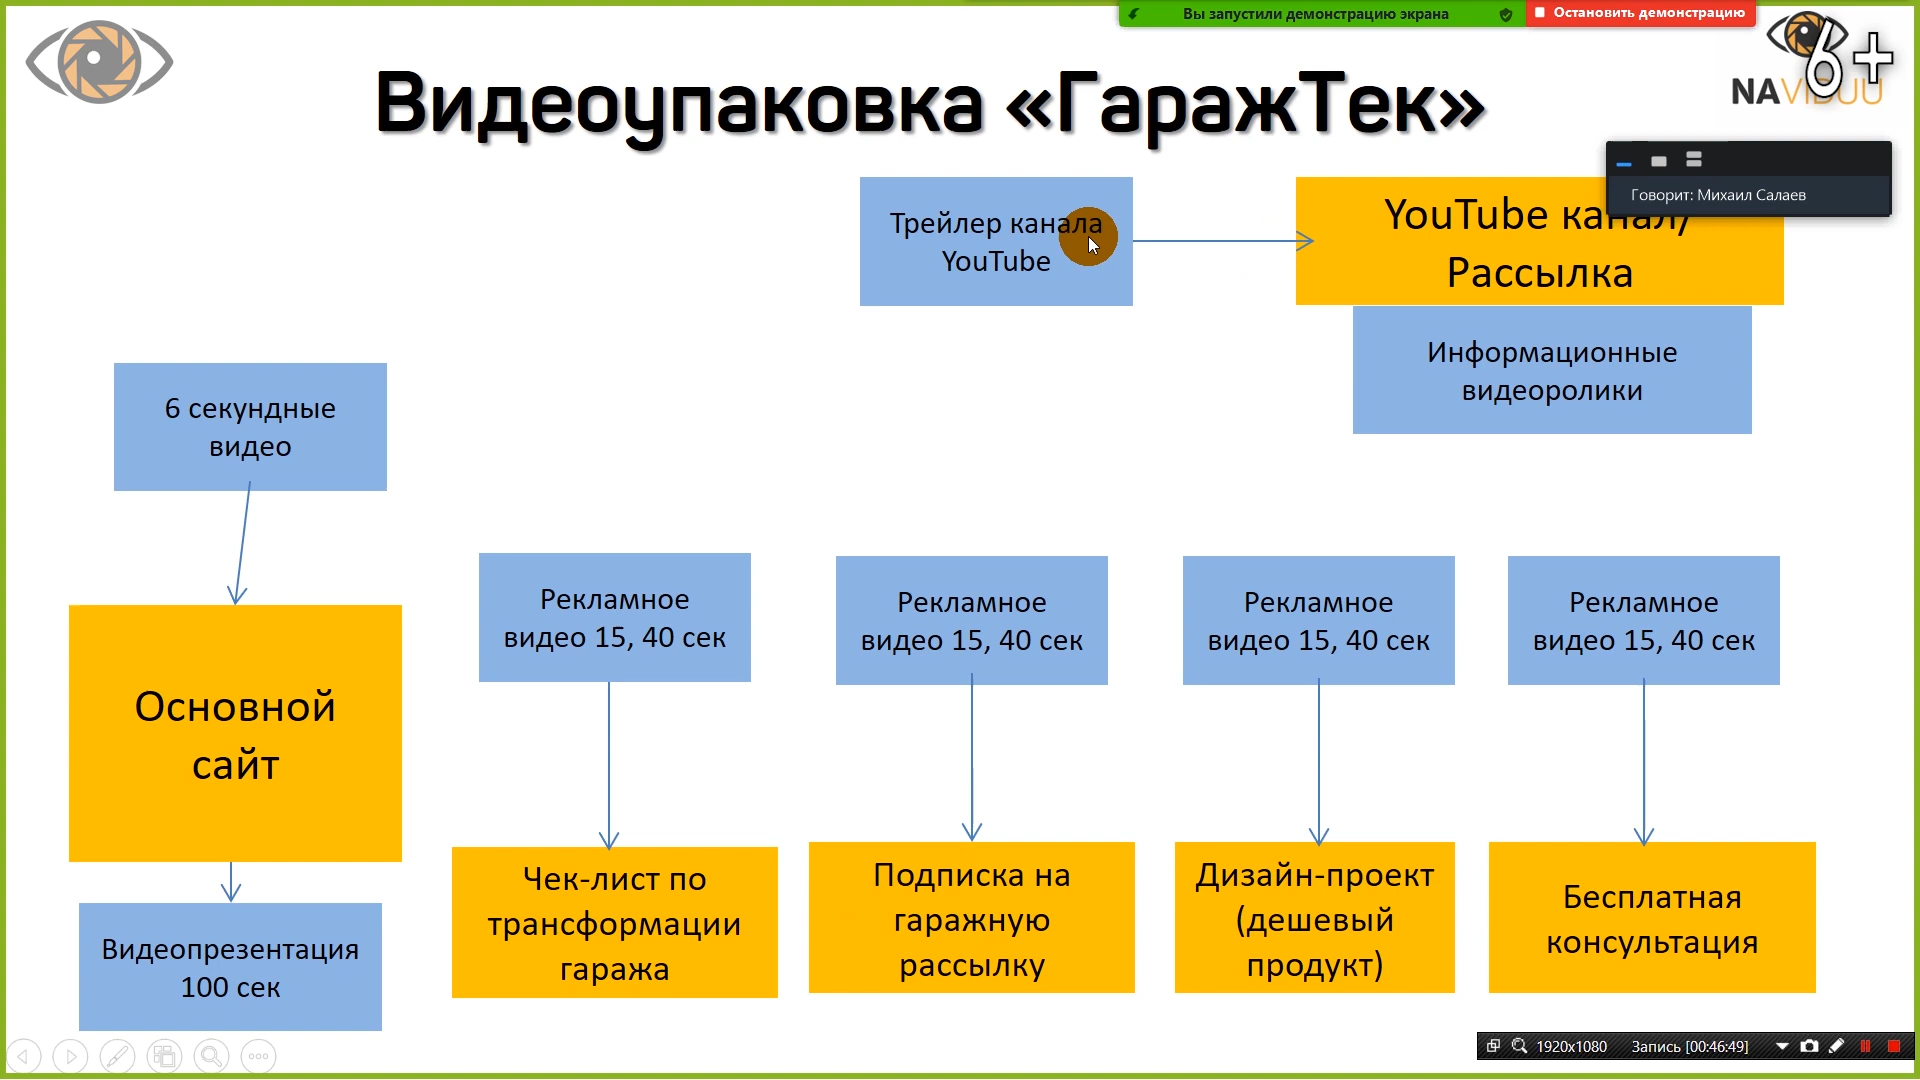 Вы запустили демонстрацию экрана
Остановить демонстрацию
6+
NAVIDUU
Видеоупаковка «ГаражТек»
Говорит: Михаил Салаев
Трейлер канала
YouTube
YouTube канал/
Рассылка
Информационные
видеоролики
6 секундные
видео
Основной
сайт
Видеопрезентация
100 сек
Рекламное
видео 15, 40 сек
Рекламное
видео 15, 40 сек
Рекламное
видео 15, 40 сек
Рекламное
видео 15, 40 сек
Чек-лист по
трансформации
гаража
Подписка на
гаражную
рассылку
Дизайн-проект
(дешевый
продукт)
Бесплатная
консультация
1920x1080 Запись [00:46:49]